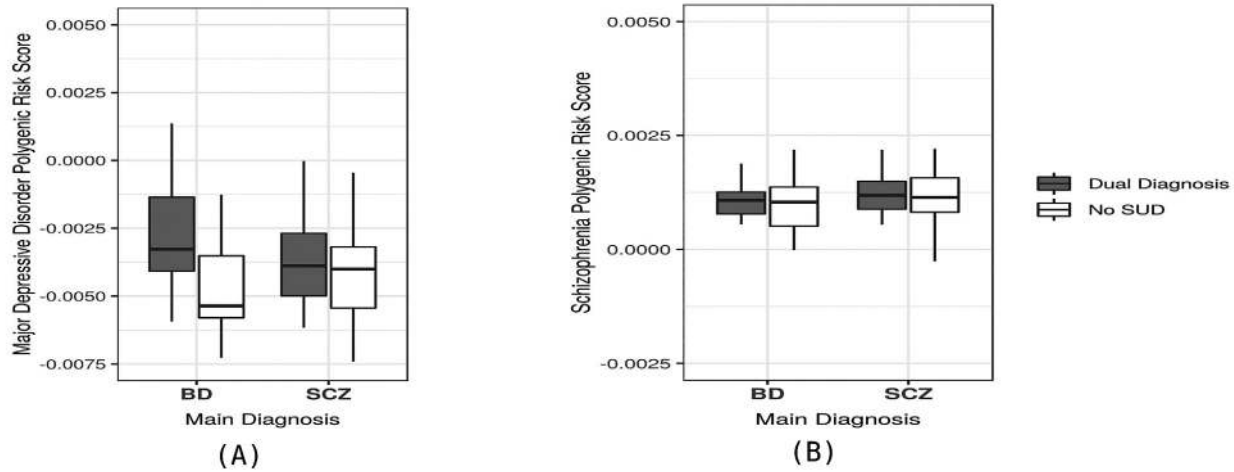 Major Depressive Disorder Polygenic Risk Score
0.0050
0.0025
0.0000
-0.0025
-0.0050
-0.0075
BD
SCZ
Main Diagnosis
(A)
Schizophrenia Polygenic Risk Score
0.0050
0.0025
0.0000
-0.0025
BD
SCZ
Main Diagnosis
(B)
Dual Diagnosis
No SUD